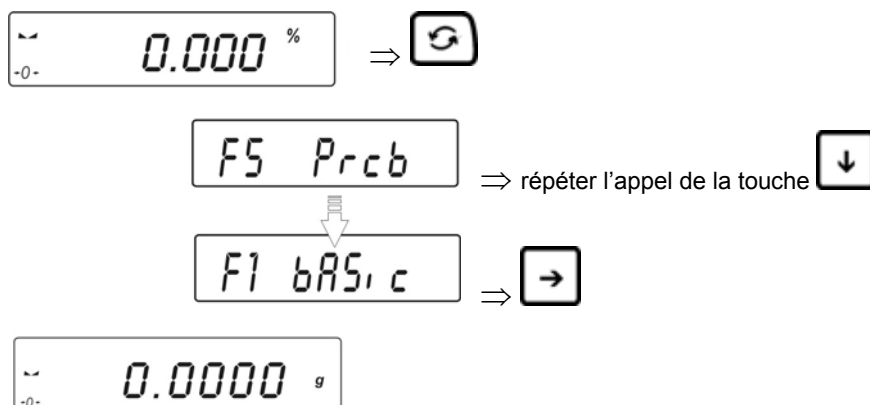 0.000 %
-0-
⇒
F5 Prcb
⇒ répéter l'appel de la touche ↓
F1 bASic
⇒ →
0.0000 g
-0-